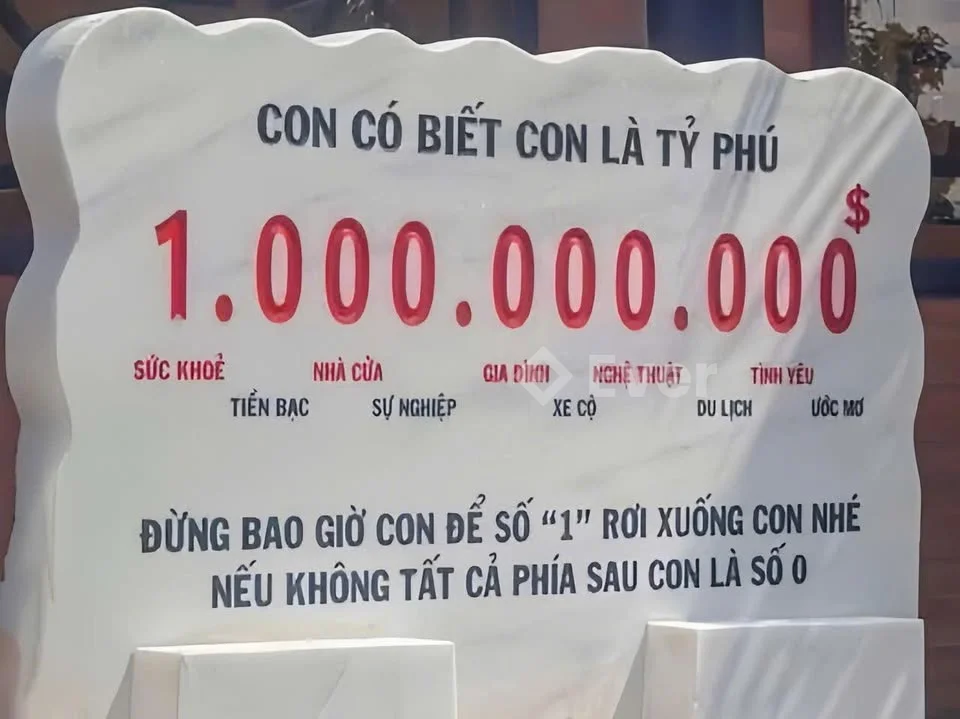 CON CÓ BIẾT CON LÀ TỶ PHÚ
$
1.000.000.000
SỨC KHOẺ NHÀ CỬA GIA ĐÌNH NGHỆ THUẬT TÌNH YÊU
TIỀN BẠC SỰ NGHIỆP XE CỘ DU LỊCH ƯỚC MƠ
Ever
ĐỪNG BAO GIỜ CON ĐỂ SỐ “1” RƠI XUỐNG CON NHÉ
NẾU KHÔNG TẤT CẢ PHÍA SAU CON LÀ SỐ 0